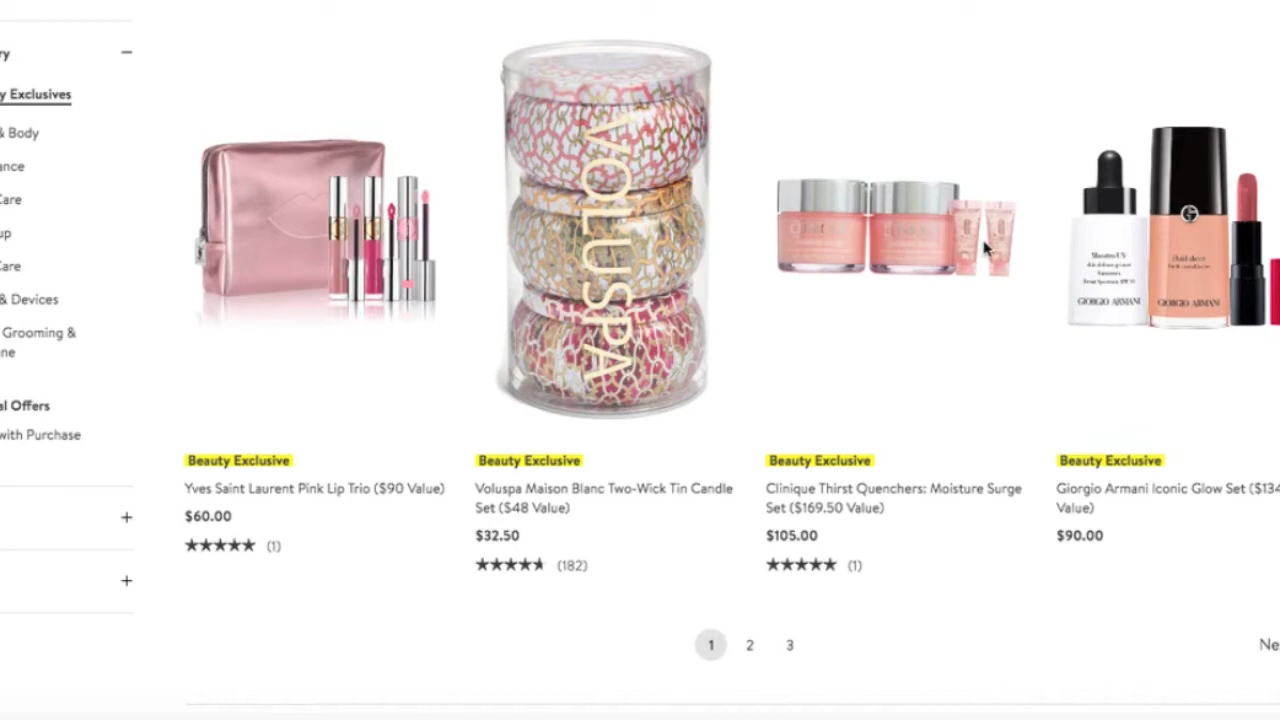 ry
y Exclusives
& Body
ance
Care
up
Care
& Devices
Grooming &
ne
al Offers
with Purchase
VOLUSPA
CLINIQUE
GIORGIO ARMANI
GIORGIO ARMANI
Beauty Exclusive
Yves Saint Laurent Pink Lip Trio ($90 Value)
$60.00
(1)
Beauty Exclusive
Voluspa Maison Blanc Two-Wick Tin Candle
Set ($48 Value)
$32.50
(182)
Beauty Exclusive
Clinique Thirst Quenchers: Moisture Surge
Set ($169.50 Value)
$105.00
(1)
Beauty Exclusive
Giorgio Armani Iconic Glow Set ($134
Value)
$90.00
1 2 3
Ne